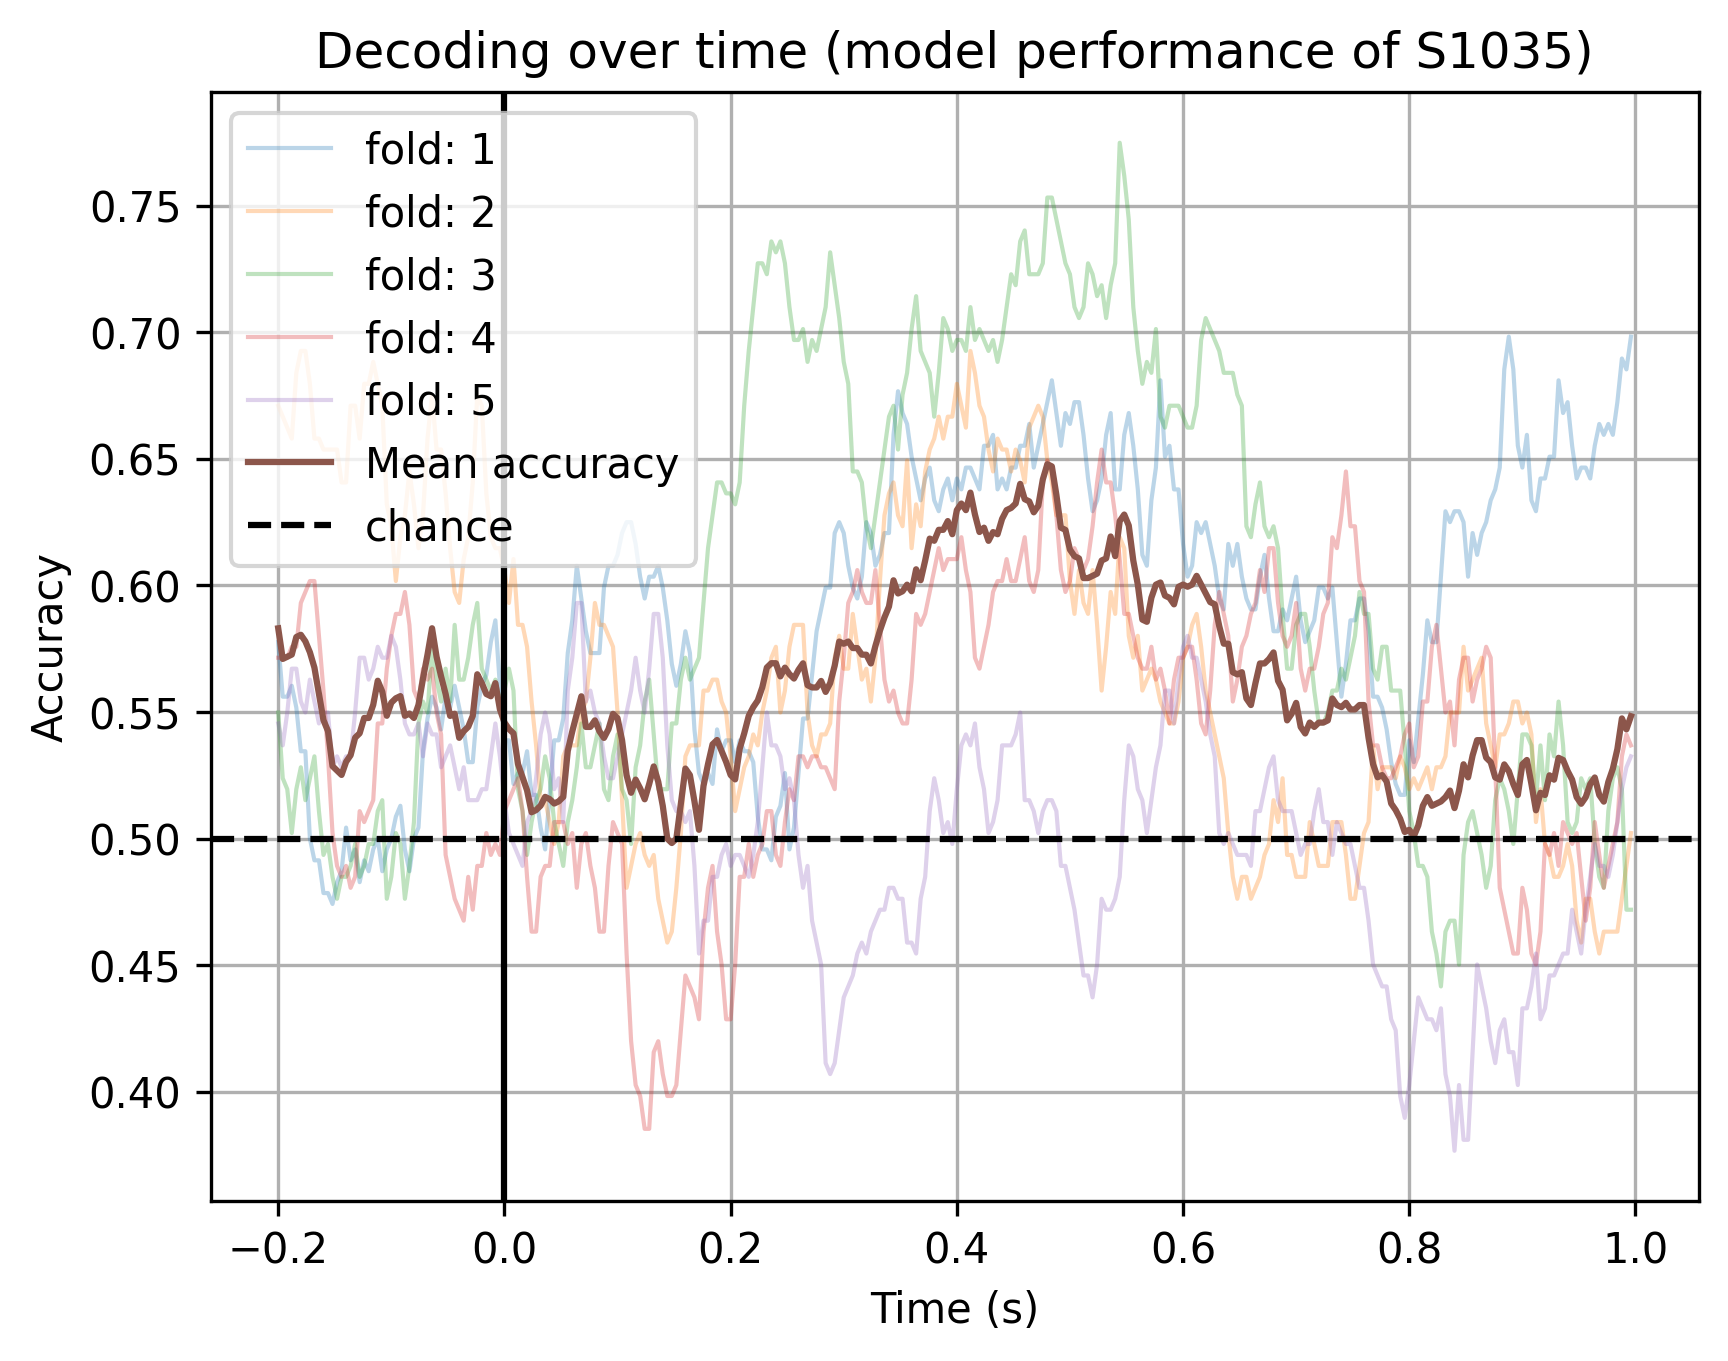 Decoding over time (model performance of S1035)
fold: 1
fold: 2
fold: 3
fold: 4
fold: 5
Mean accuracy
chance
Accuracy
0.75
0.70
0.65
0.60
0.55
0.50
0.45
0.40
−0.2 0.0 0.2 0.4 0.6 0.8 1.0
Time (s)